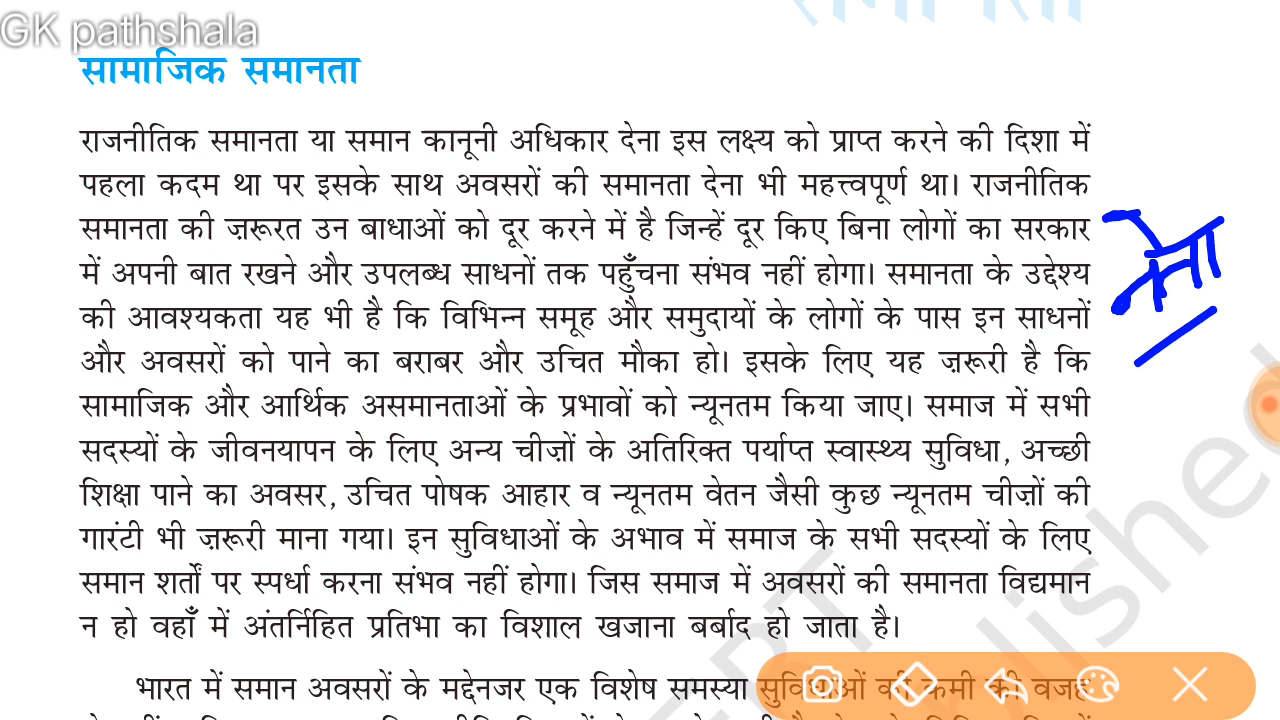 GK pathshala
सामाजिक समानता
राजनीतिक समानता या समान कानूनी अधिकार देना इस लक्ष्य को प्राप्त करने की दिशा में
पहला कदम था पर इसके साथ अवसरों की समानता देना भी महत्त्वपूर्ण था। राजनीतिक
समानता की ज़रूरत उन बाधाओं को दूर करने में है जिन्हें दूर किए बिना लोगों का सरकार
में अपनी बात रखने और उपलब्ध साधनों तक पहुँचना संभव नहीं होगा। समानता के उद्देश्य
की आवश्यकता यह भी है कि विभिन्न समूह और समुदायों के लोगों के पास इन साधनों
और अवसरों को पाने का बराबर और उचित मौका हो। इसके लिए यह ज़रूरी है कि
सामाजिक और आर्थिक असमानताओं के प्रभावों को न्यूनतम किया जाए। समाज में सभी
सदस्यों के जीवनयापन के लिए अन्य चीज़ों के अतिरिक्त पर्याप्त स्वास्थ्य सुविधा, अच्छी
शिक्षा पाने का अवसर, उचित पोषक आहार व न्यूनतम वेतन जैसी कुछ न्यूनतम चीज़ों की
गारंटी भी ज़रूरी माना गया। इन सुविधाओं के अभाव में समाज के सभी सदस्यों के लिए
समान शर्तों पर स्पर्धा करना संभव नहीं होगा। जिस समाज में अवसरों की समानता विद्यमान
न हो वहाँ में अंतर्निहित प्रतिभा का विशाल खजाना बर्बाद हो जाता है।
भारत में समान अवसरों के मद्देनजर एक विशेष समस्या सुविधाओं की कमी की वजह